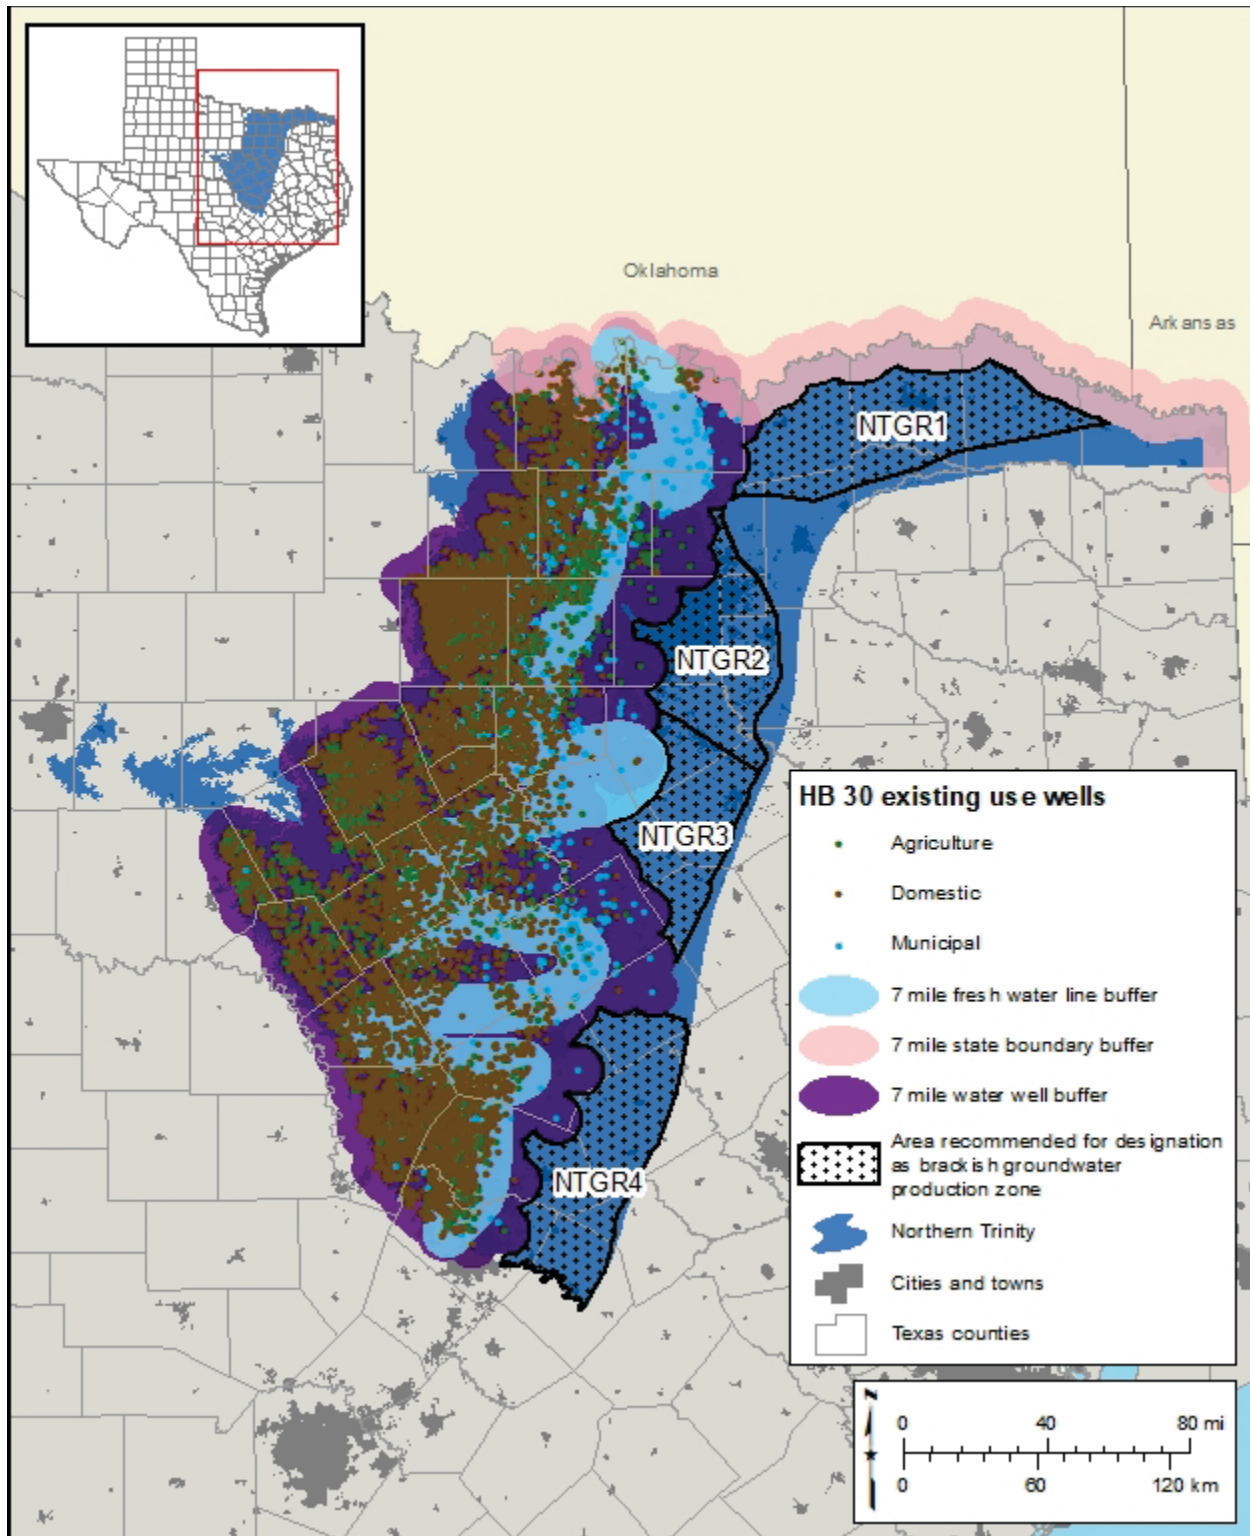 Oklahoma
Arkansas
NTGR1
NTGR2
NTGR3
NTGR4
HB 30 existing use wells
Agriculture
Domestic
Municipal
7 mile fresh water line buffer
7 mile state boundary buffer
7 mile water well buffer
Area recommended for designation
as brackish groundwater
production zone
Northern Trinity
Cities and towns
Texas counties
N
0 40 80 mi
0 60 120 km